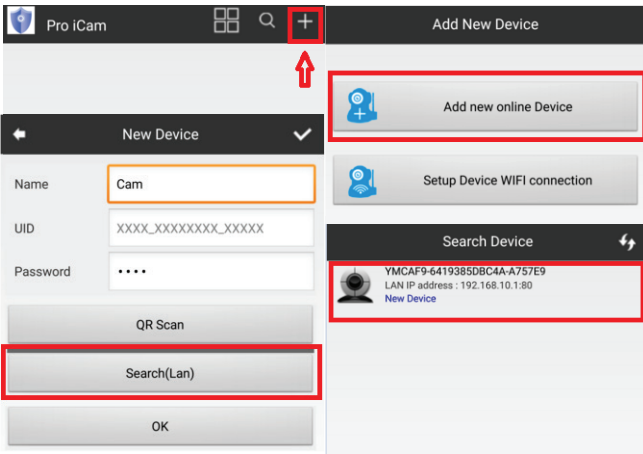 Pro iCam
Add New Device
Add new online Device
Setup Device WIFI connection
New Device
Name
Cam
UID
XXXX_XXXXXXXX_XXXXX
Password
••••
QR Scan
Search(Lan)
OK
Search Device
YMCAF9-6419385DBC4A-A757E9
LAN IP address : 192.168.10.1:80
New Device